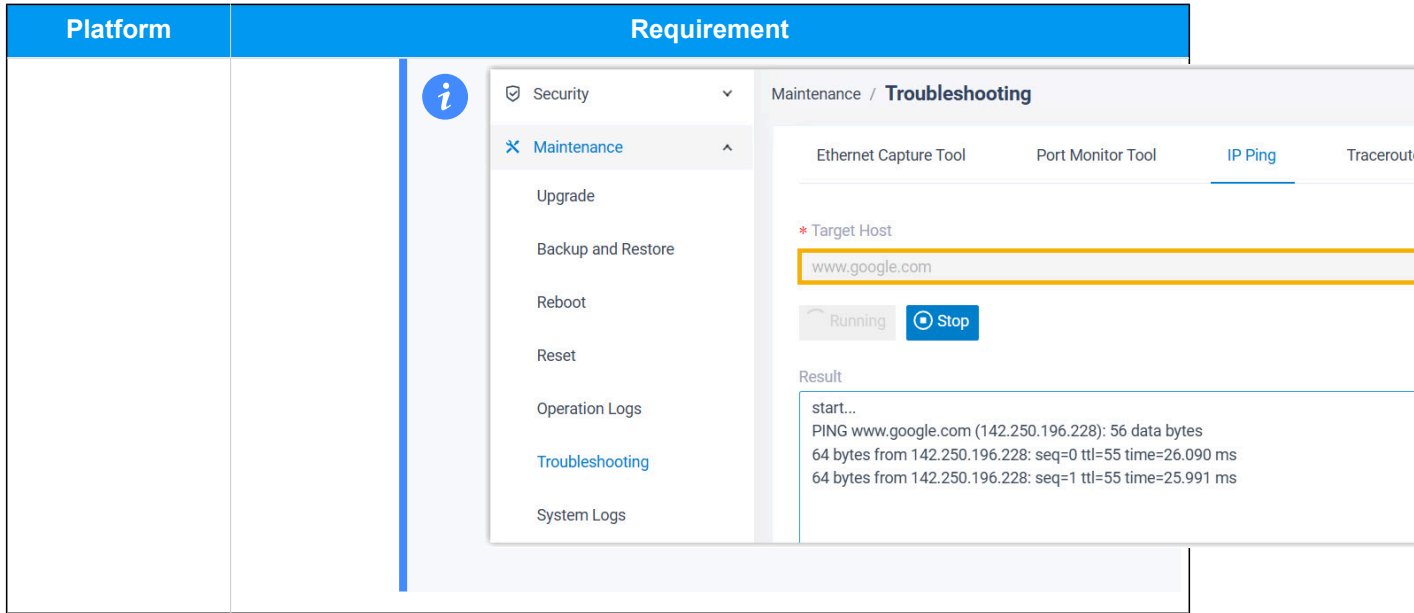 Platform
Requirement
i
Security
Maintenance
Upgrade
Backup and Restore
Reboot
Reset
Operation Logs
Troubleshooting
System Logs
Maintenance / Troubleshooting
Ethernet Capture Tool Port Monitor Tool IP Ping Traceroute
* Target Host
www.google.com
Running Stop
Result
start...
PING www.google.com (142.250.196.228): 56 data bytes
64 bytes from 142.250.196.228: seq=0 ttl=55 time=26.090 ms
64 bytes from 142.250.196.228: seq=1 ttl=55 time=25.991 ms